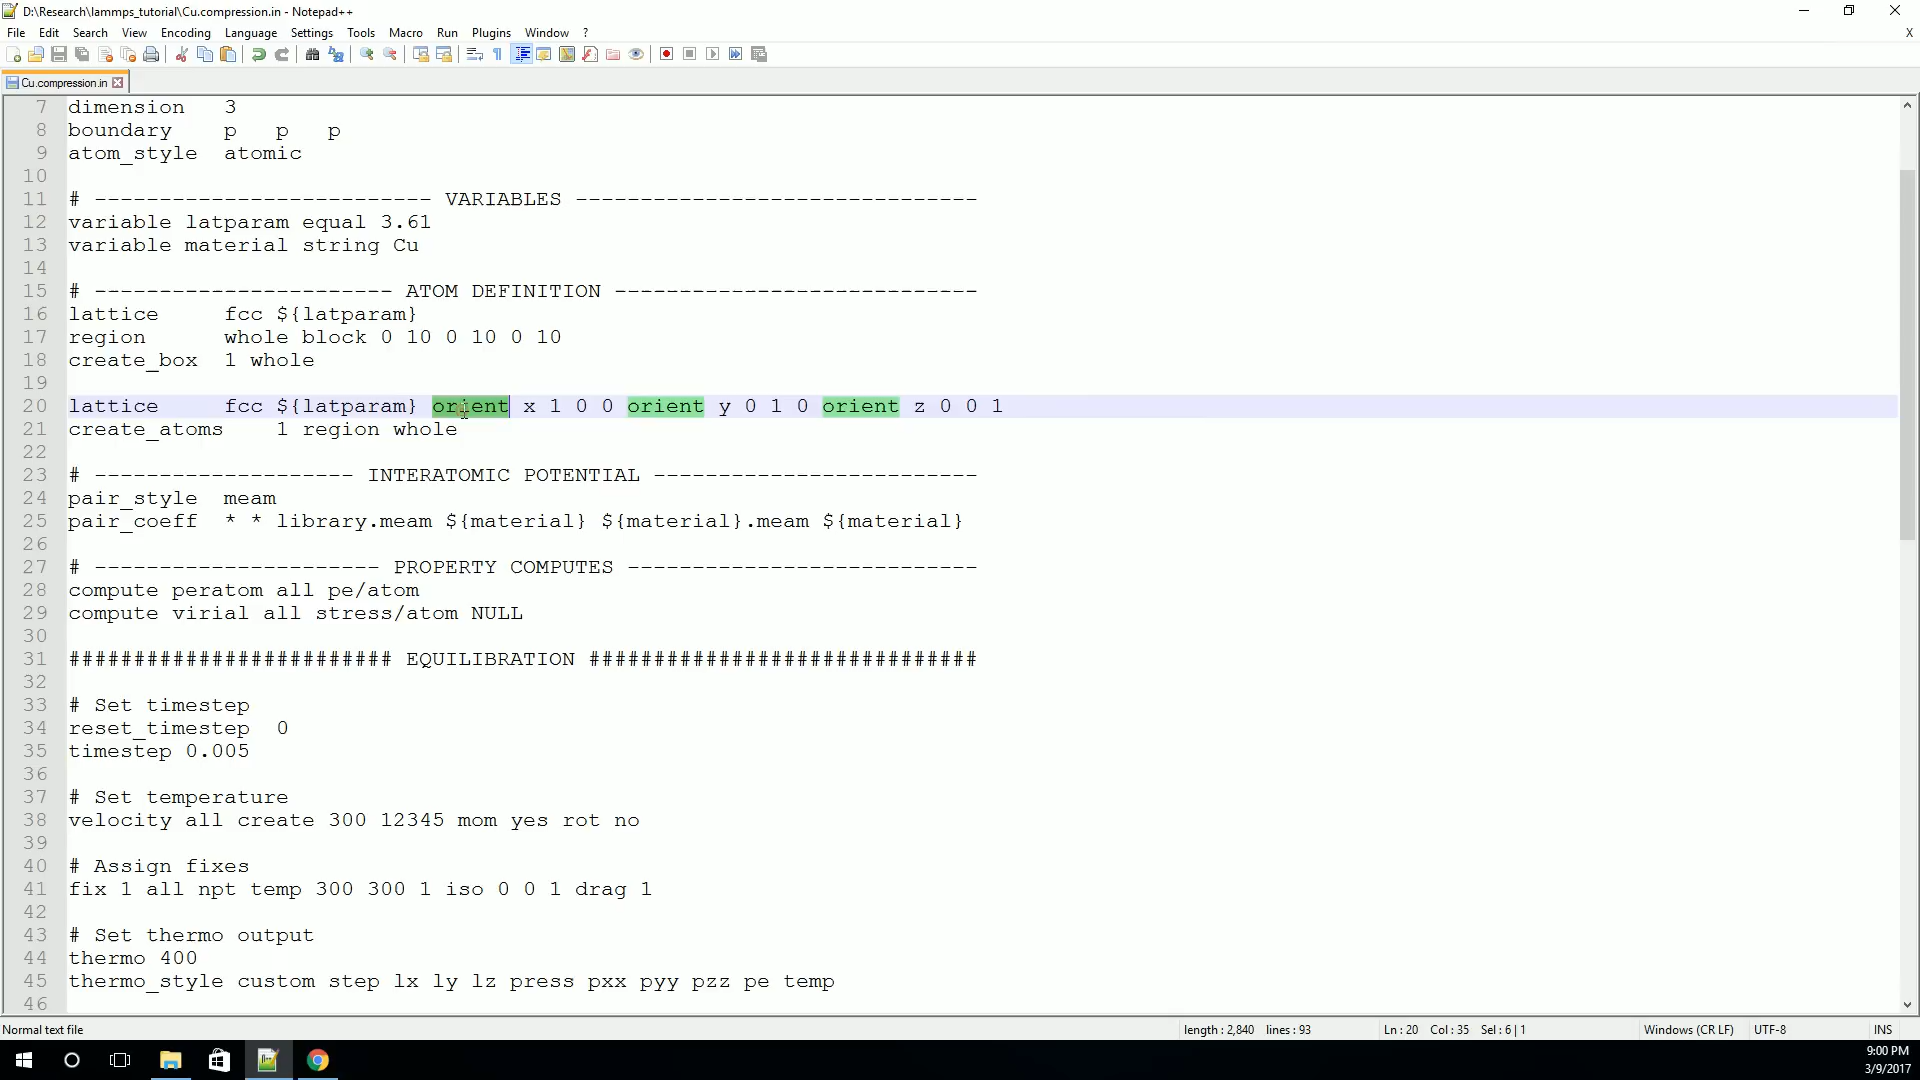 D:\Research\lammps_tutorial\Cu.compression.in - Notepad++
File Edit Search View Encoding Language Settings Tools Macro Run Plugins Window ? X
Cu.compression.in
7 dimension 3
8 boundary p p p
9 atom_style atomic
10
11 # -------------------------- VARIABLES -------------------------------
12 variable latparam equal 3.61
13 variable material string Cu
14
15 # ----------------------- ATOM DEFINITION ----------------------------
16 lattice fcc ${latparam}
17 region whole block 0 10 0 10 0 10
18 create_box 1 whole
19
20 lattice fcc ${latparam} orient x 1 0 0 orient y 0 1 0 orient z 0 0 1
21 create_atoms 1 region whole
22
23 # -------------------- INTERATOMIC POTENTIAL -------------------------
24 pair_style meam
25 pair_coeff * * library.meam ${material} ${material}.meam ${material}
26
27 # ---------------------- PROPERTY COMPUTES ---------------------------
28 compute peratom all pe/atom
29 compute virial all stress/atom NULL
30
31 ######################### EQUILIBRATION ##############################
32
33 # Set timestep
34 reset_timestep 0
35 timestep 0.005
36
37 # Set temperature
38 velocity all create 300 12345 mom yes rot no
39
40 # Assign fixes
41 fix 1 all npt temp 300 300 1 iso 0 0 1 drag 1
42
43 # Set thermo output
44 thermo 400
45 thermo_style custom step lx ly lz press pxx pyy pzz pe temp
46
Normal text file length : 2,840 lines : 93 Ln : 20 Col : 35 Sel : 6 | 1 Windows (CR LF) UTF-8 INS
9:00 PM
3/9/2017